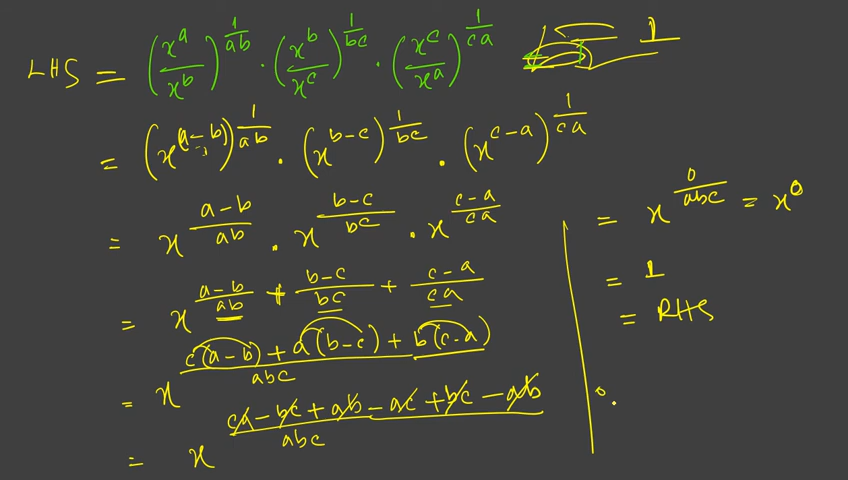 LHS = (x^a/x^b)^(1/ab) · (x^b/x^c)^(1/bc) · (x^c/x^a)^(1/ca) = 1
= (x^(a-b))^(1/ab) · (x^(b-c))^(1/bc) · (x^(c-a))^(1/ca)
= x^((a-b)/ab) · x^((b-c)/bc) · x^((c-a)/ca)
= x^((a-b)/ab + (b-c)/bc + (c-a)/ca)
= x^((c(a-b) + a(b-c) + b(c-a))/abc)
= x^((ca - bc + ab - ac + bc - ab)/abc)
= x^(0/abc) = x^0
= 1
= RHS